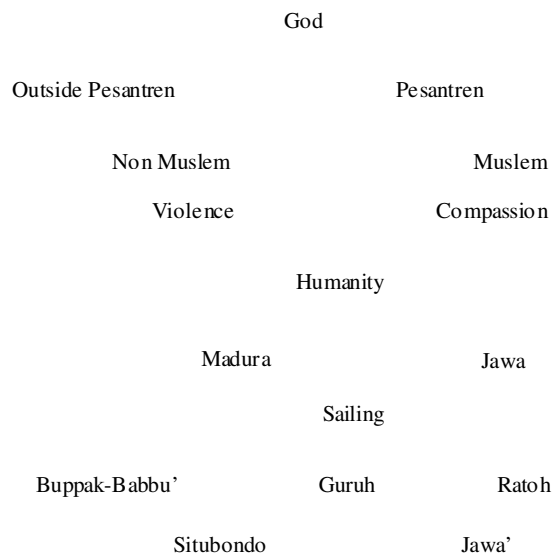 God
Outside Pesantren Pesantren
Non Muslem Muslem
Violence Compassion
Humanity
Madura Jawa
Sailing
Buppak-Babbu’ Guruh Ratoh
Situbondo Jawa’